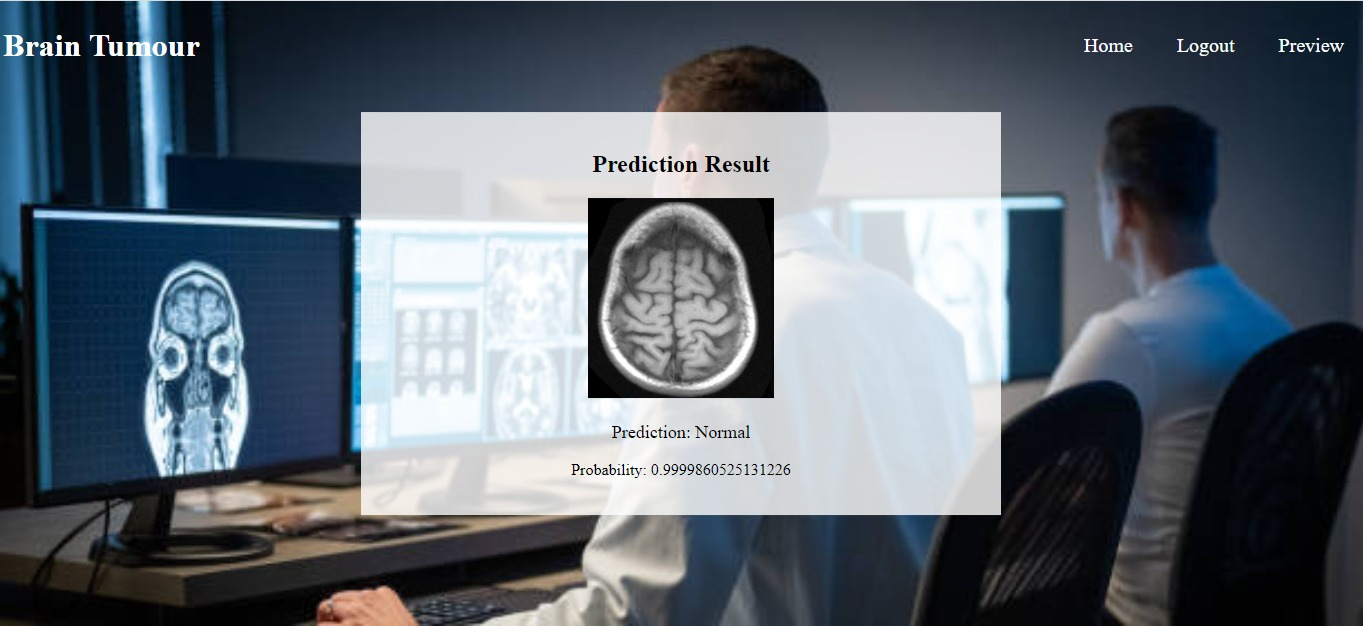 Brain Tumour
Home Logout Preview
Prediction Result
Prediction: Normal
Probability: 0.9999860525131226